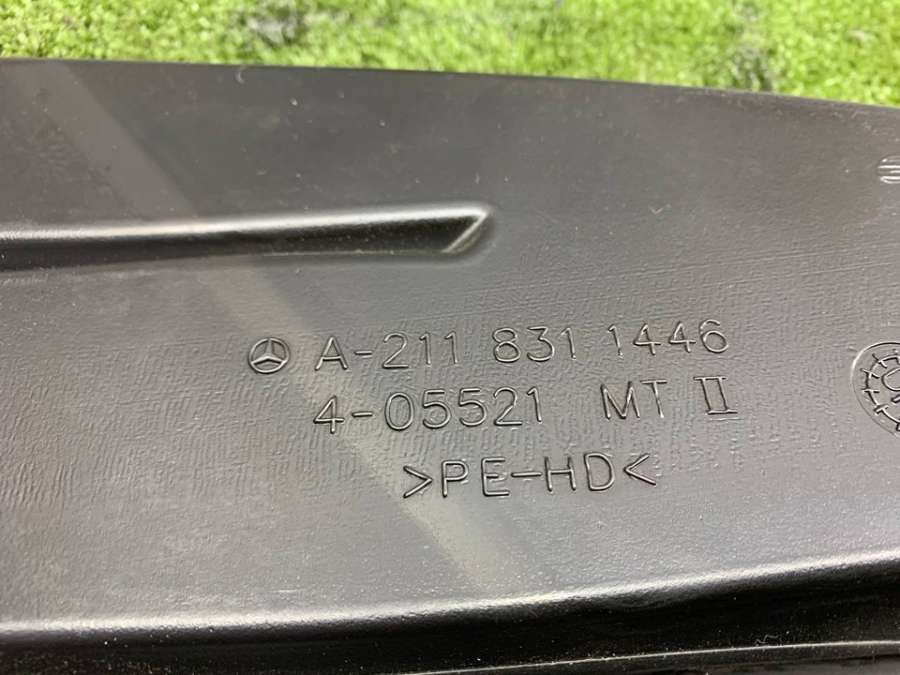 A-211 831 1446
4-05521 MT II
>PE-HD<